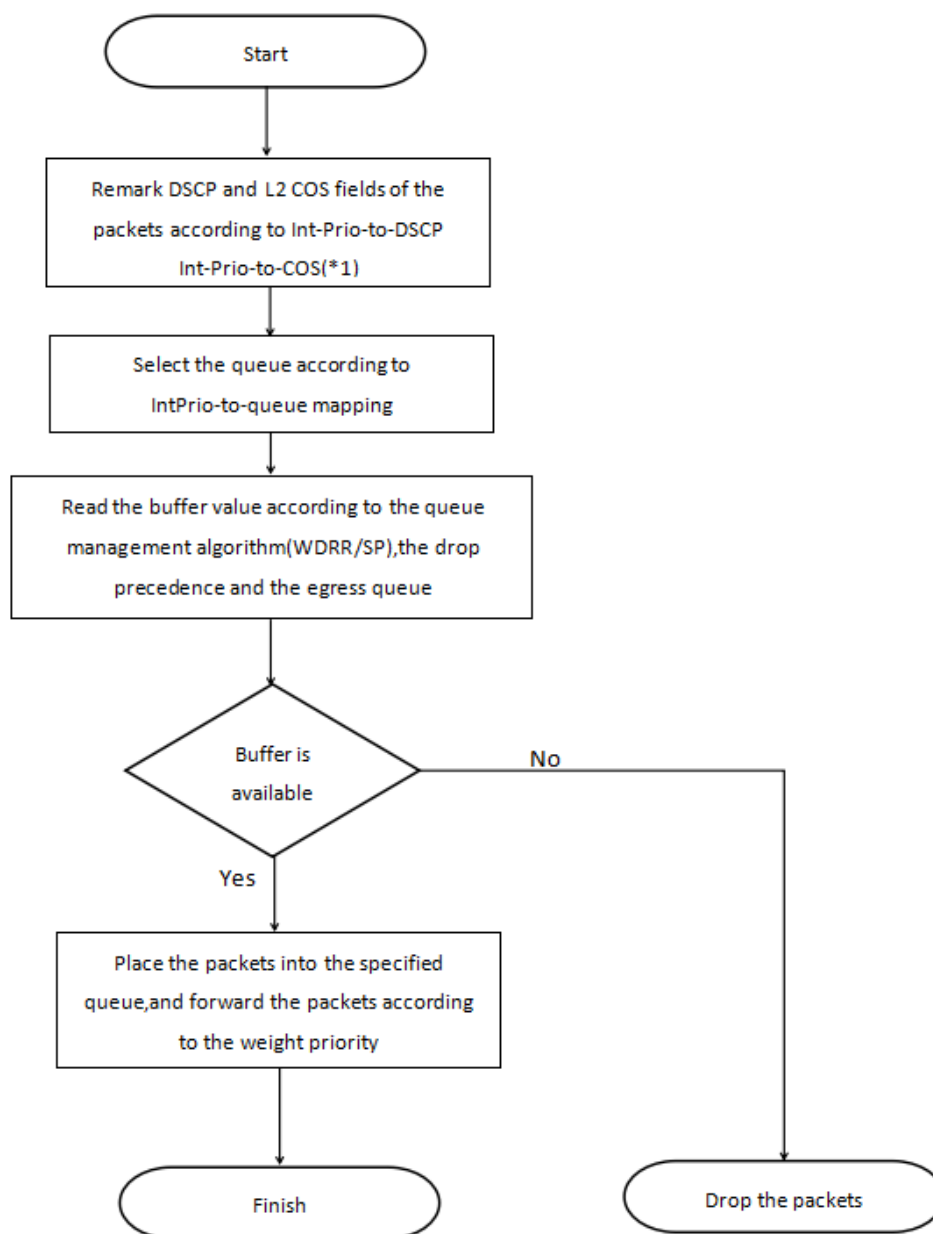 Start
Remark DSCP and L2 COS fields of the
packets according to Int-Prio-to-DSCP
Int-Prio-to-COS(*1)
Select the queue according to
IntPrio-to-queue mapping
Read the buffer value according to the queue
management algorithm(WDRR/SP),the drop
precedence and the egress queue
Buffer is
available
No
Yes
Place the packets into the specified
queue,and forward the packets according
to the weight priority
Finish
Drop the packets